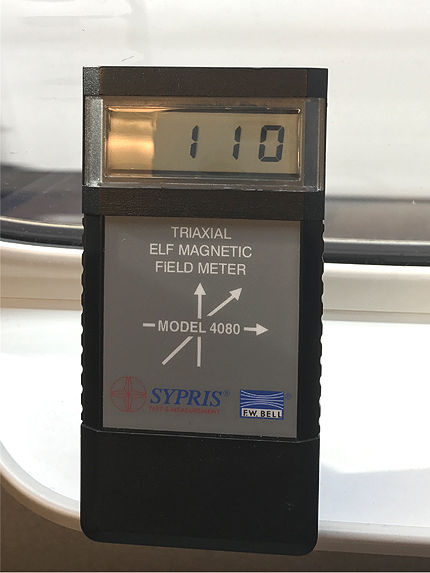 110
TRIAXIAL
ELF MAGNETIC
FIELD METER
MODEL 4080
SYPRIS®
TEST & MEASUREMENT
F.W. BELL®